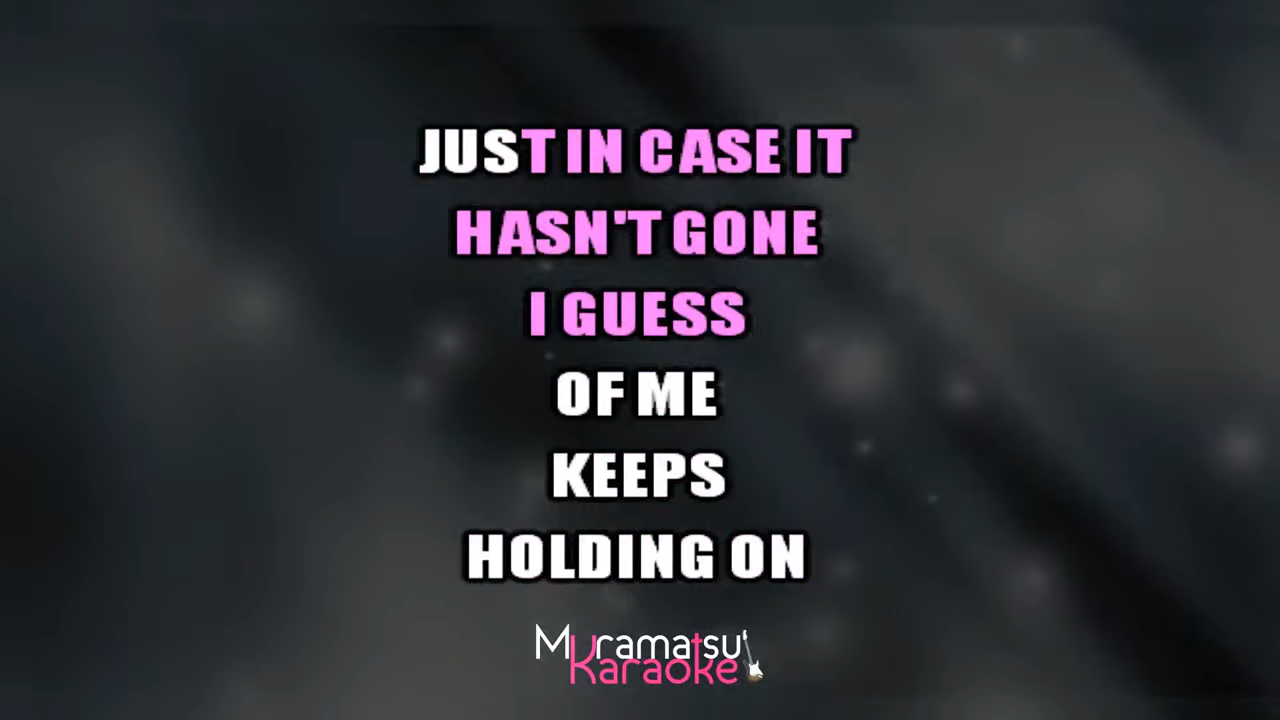 JUST IN CASE IT
HASN'T GONE
I GUESS
OF ME
KEEPS
HOLDING ON
Muramatsu
Karaoke